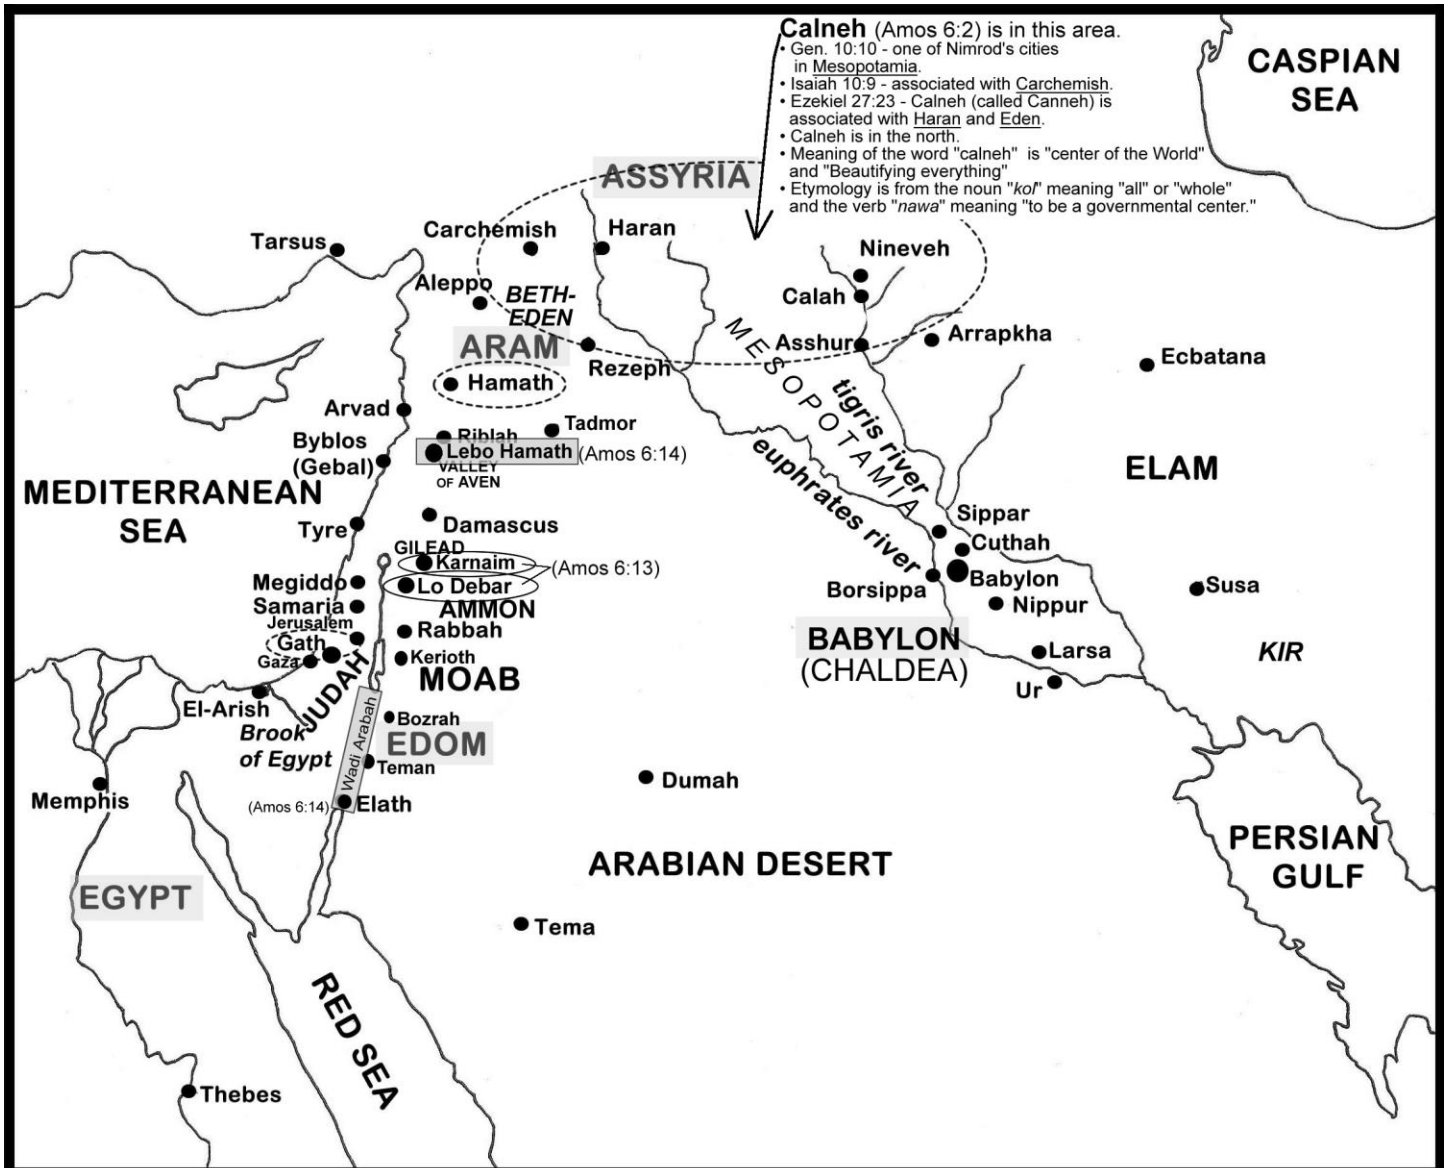 Calneh (Amos 6:2) is in this area.
• Gen. 10:10 - one of Nimrod's cities
in Mesopotamia.
• Isaiah 10:9 - associated with Carchemish.
• Ezekiel 27:23 - Calneh (called Canneh) is
associated with Haran and Eden.
• Calneh is in the north.
• Meaning of the word "calneh" is "center of the World"
and "Beautifying everything"
• Etymology is from the noun "kol" meaning "all" or "whole"
and the verb "nawa" meaning "to be a governmental center."
CASPIAN
SEA
ASSYRIA
Tarsus
Carchemish
Haran
Nineveh
Aleppo
BETH-
EDEN
Calah
ARAM
Asshur
Arrapkha
Rezeph
Ecbatana
Hamath
MESOPOTAMIA
tigris river
euphrates river
Arvad
Tadmor
Riblah
Byblos
(Gebal)
Lebo Hamath
(Amos 6:14)
VALLEY
OF AVEN
ELAM
MEDITERRANEAN
SEA
Tyre
Damascus
Sippar
GILEAD
Cuthah
Karnaim
(Amos 6:13)
Megiddo
Lo Debar
Borsippa
Babylon
Susa
Samaria
AMMON
Nippur
Jerusalem
Rabbah
Gath
BABYLON
(CHALDEA)
Larsa
KIR
Gaza
Kerioth
JUDAH
MOAB
Ur
El-Arish
Brook
of Egypt
Bozrah
EDOM
Wadi Arabah
Teman
Dumah
Memphis
(Amos 6:14)
Elath
PERSIAN
GULF
ARABIAN DESERT
EGYPT
Tema
RED SEA
Thebes